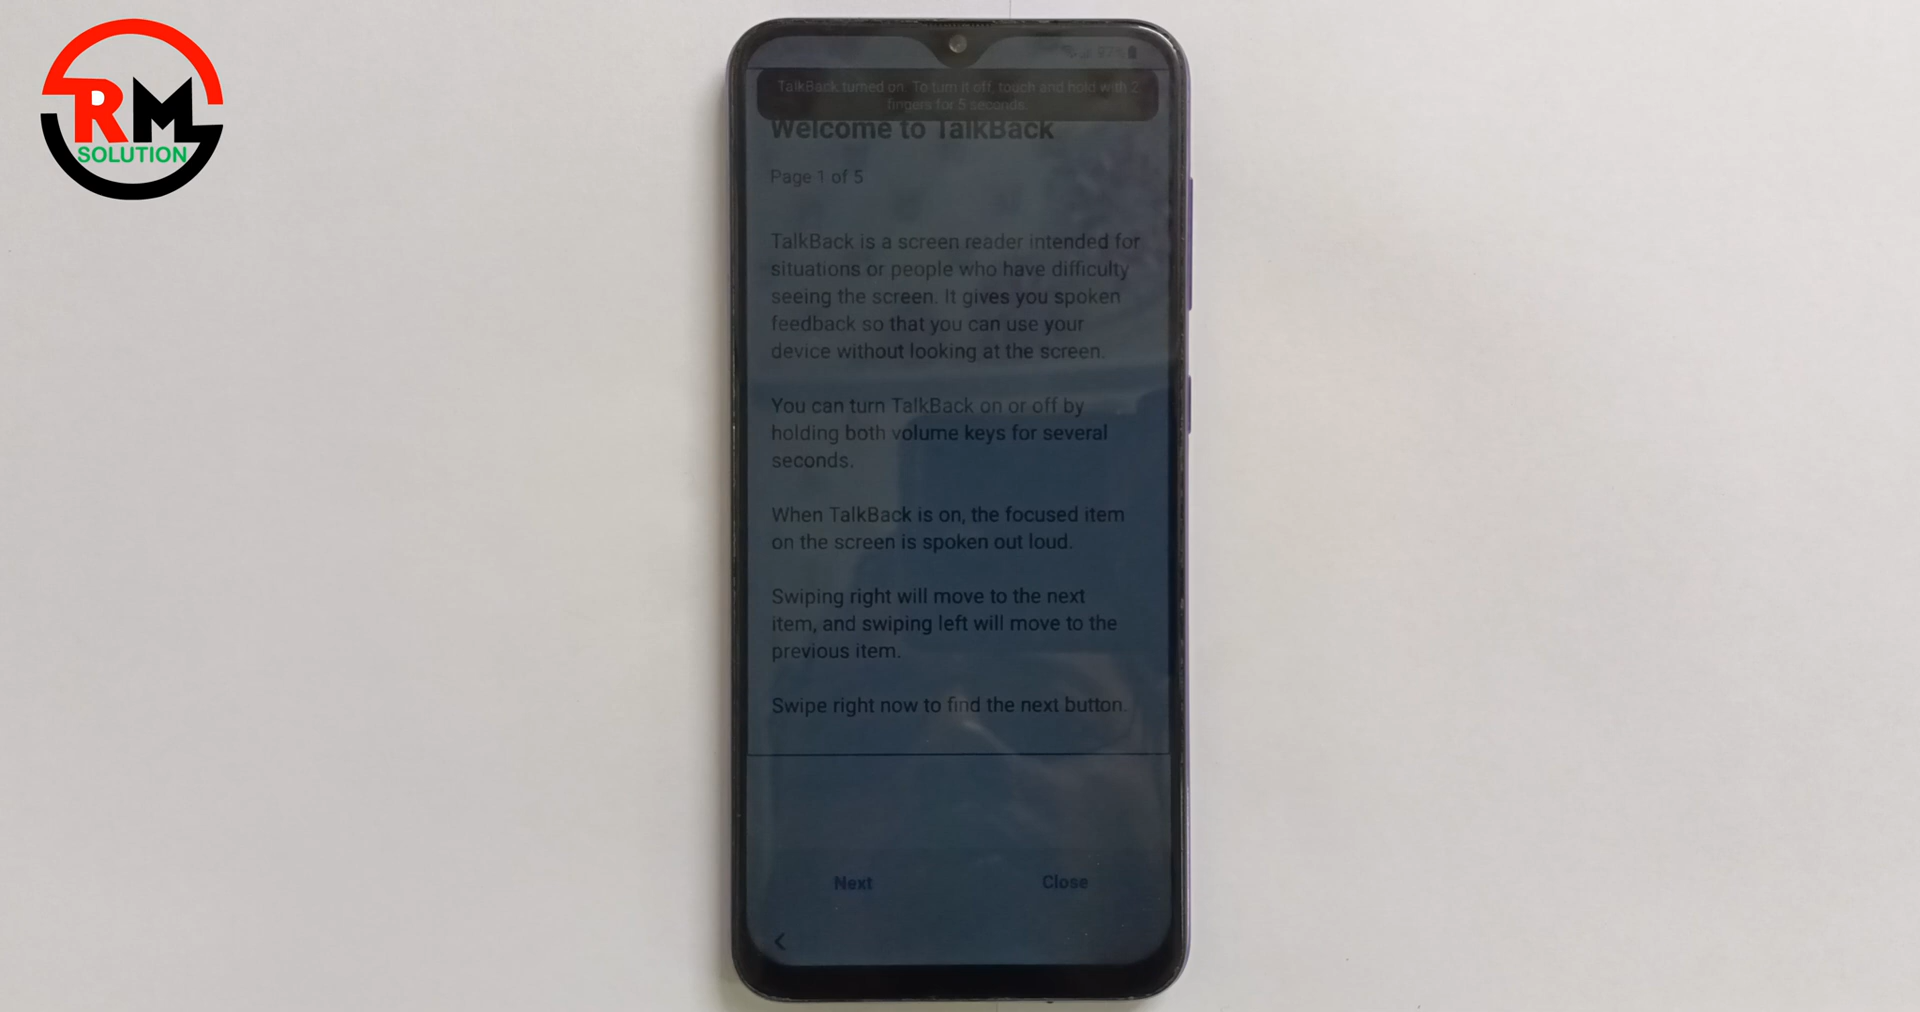 RM
SOLUTION
92%
TalkBack turned on. To turn it off, touch and hold with 2
fingers for 5 seconds.
Welcome to TalkBack
Page 1 of 5
TalkBack is a screen reader intended for
situations or people who have difficulty
seeing the screen. It gives you spoken
feedback so that you can use your
device without looking at the screen.
You can turn TalkBack on or off by
holding both volume keys for several
seconds.
When TalkBack is on, the focused item
on the screen is spoken out loud.
Swiping right will move to the next
item, and swiping left will move to the
previous item.
Swipe right now to find the next button.
Next
Close